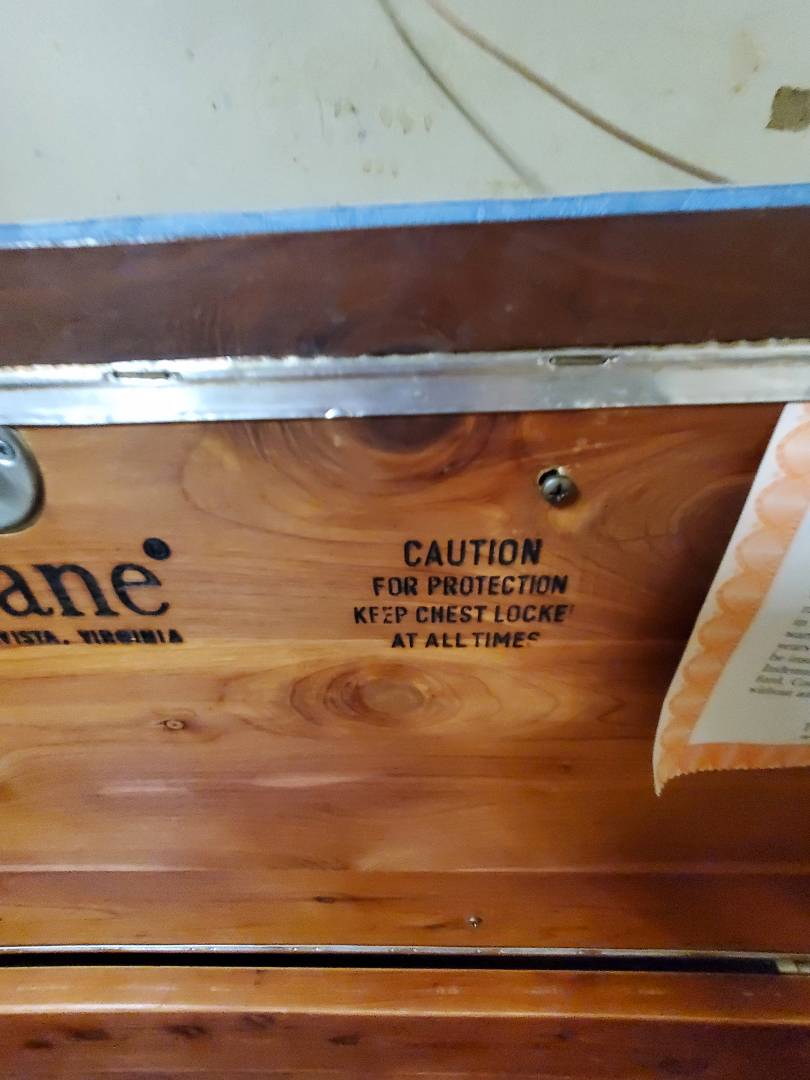 ane®
VISTA, VIRGINIA
CAUTION
FOR PROTECTION
KEEP CHEST LOCKE
AT ALL TIMES